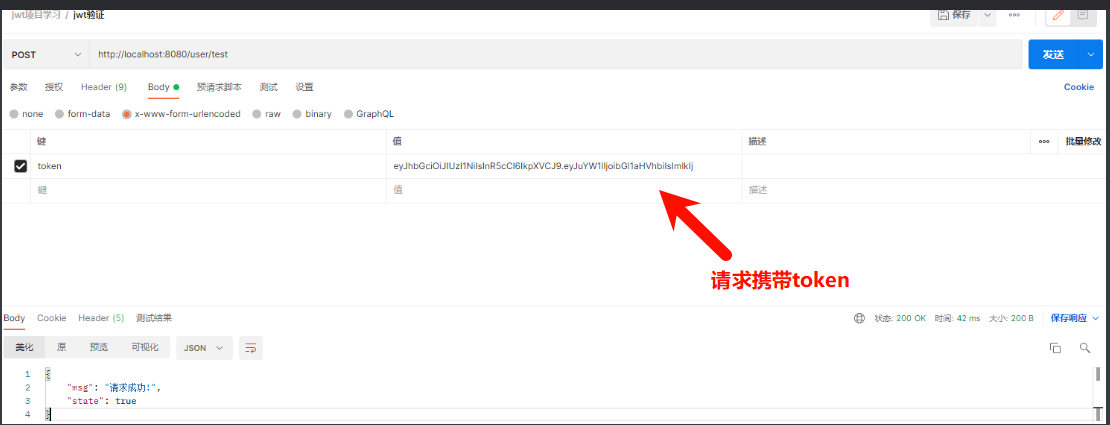 jwt项目学习 / jwt验证
保存
POST
http://localhost:8080/user/test
发送
参数 授权 Header (9) Body 预请求脚本 测试 设置
Cookie
none form-data x-www-form-urlencoded raw binary GraphQL
键 值 描述 批量修改
token eyJhbGciOiJIUzI1NiIsInR5cCI6IkpXVCJ9.eyJuYW1lIjoibGl1aHVhbiIsImlkIj
键 值 描述
请求携带token
Body Cookie Header (5) 测试结果
状态: 200 OK 时间: 42 ms 大小: 200 B 保存响应
美化 原 预览 可视化 JSON
1 {
2 "msg": "请求成功!",
3 "state": true
4 }